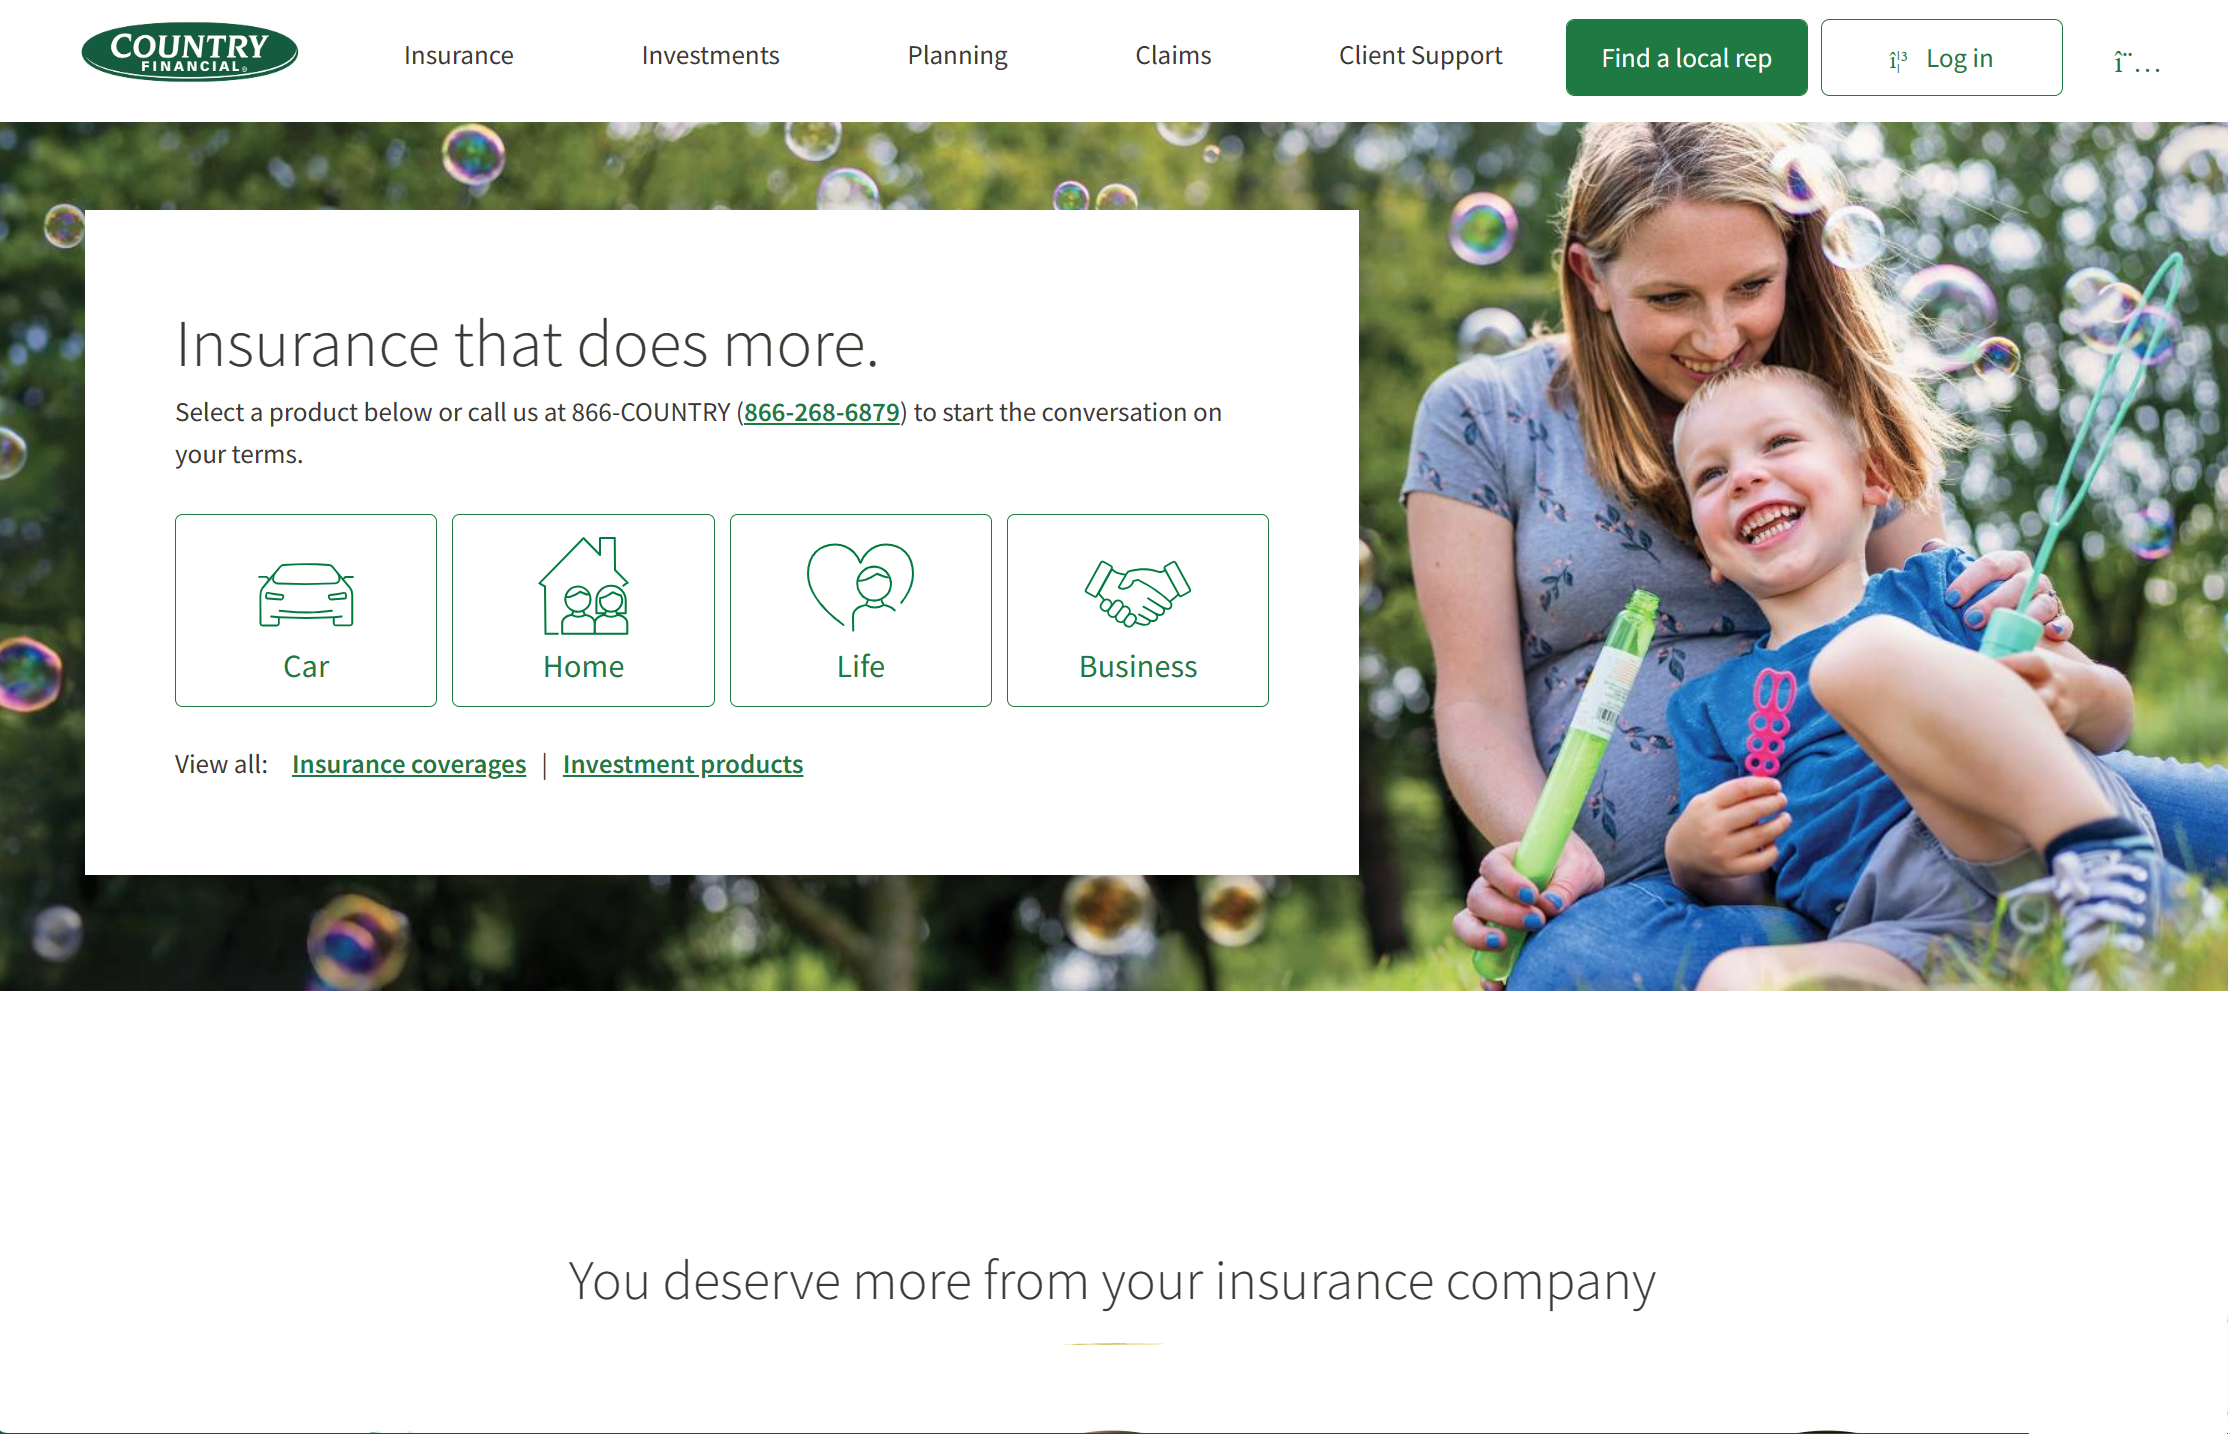 COUNTRY
FINANCIAL®
Insurance
Investments
Planning
Claims
Client Support
Find a local rep
î¦³ Log in
î¨…
Insurance that does more.
Select a product below or call us at 866-COUNTRY (866-268-6879) to start the conversation on
your terms.
Car
Home
Life
Business
View all: Insurance coverages | Investment products
You deserve more from your insurance company